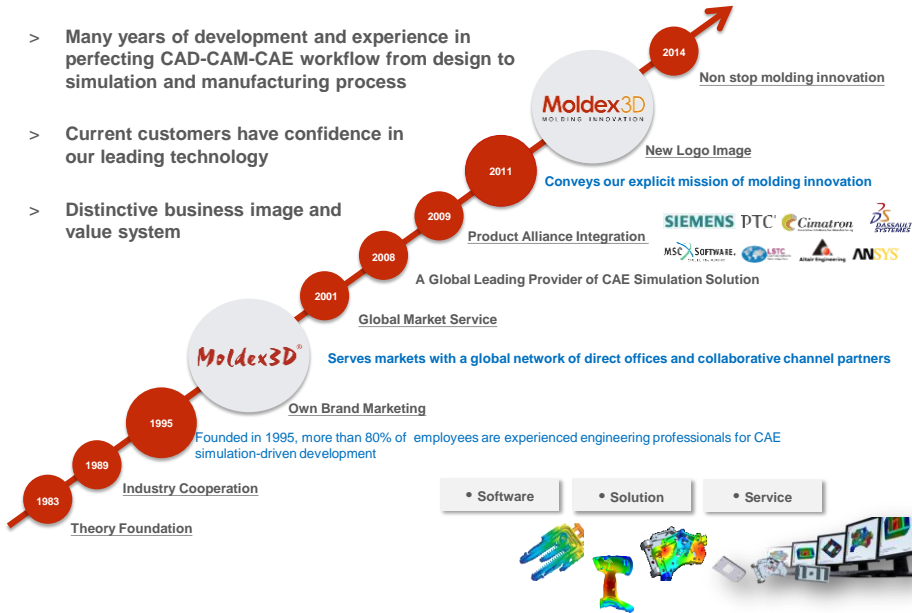 > Many years of development and experience in
perfecting CAD-CAM-CAE workflow from design to
simulation and manufacturing process
> Current customers have confidence in
our leading technology
> Distinctive business image and
value system
2014
Non stop molding innovation
Moldex3D
MOLDING INNOVATION
New Logo Image
2011
Conveys our explicit mission of molding innovation
2009
Product Alliance Integration
SIEMENS PTC® Cimatron DASSAULT
SYSTEMES
MSC SOFTWARE. LSTC Altair Engineering ANSYS
2008
A Global Leading Provider of CAE Simulation Solution
2001
Global Market Service
Moldex3D®
Serves markets with a global network of direct offices and collaborative channel partners
Own Brand Marketing
1995
Founded in 1995, more than 80% of employees are experienced engineering professionals for CAE
simulation-driven development
1989
Industry Cooperation
1983
Theory Foundation
• Software • Solution • Service